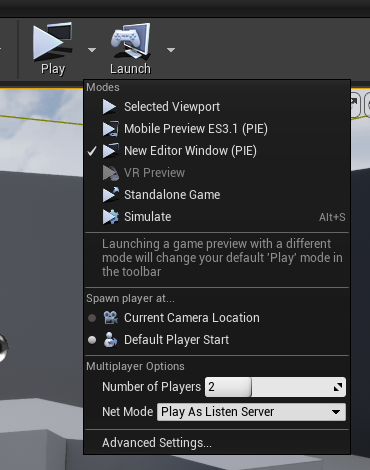 Play
Launch
Modes
Selected Viewport
Mobile Preview ES3.1 (PIE)
New Editor Window (PIE)
VR Preview
Standalone Game
Simulate Alt+S
Launching a game preview with a different
mode will change your default 'Play' mode in
the toolbar
Spawn player at...
Current Camera Location
Default Player Start
Multiplayer Options
Number of Players 2
Net Mode Play As Listen Server
Advanced Settings...